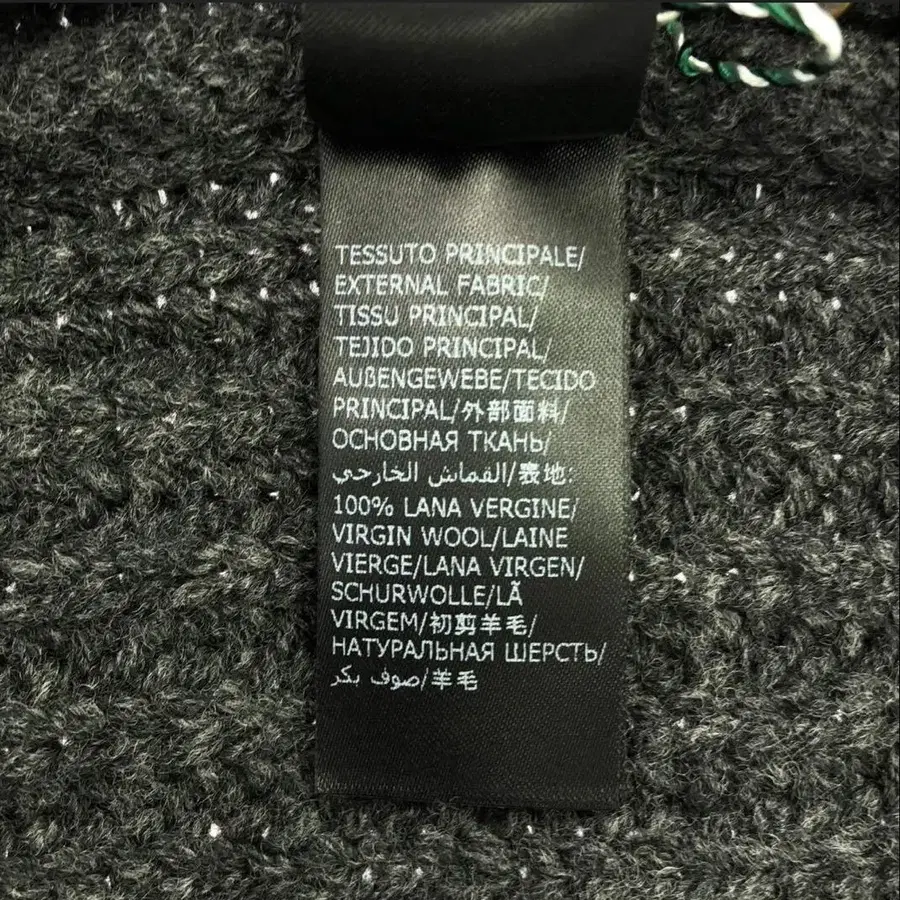 TESSUTO PRINCIPALE/
EXTERNAL FABRIC/
TISSU PRINCIPAL/
TEJIDO PRINCIPAL/
AUßENGEWEBE/TECIDO
PRINCIPAL/外部面料/
ОСНОВНАЯ ТКАНЬ/
القماش الخارجي/表地:
100% LANA VERGINE/
VIRGIN WOOL/LAINE
VIERGE/LANA VIRGEN/
SCHURWOLLE/LÃ
VIRGEM/初剪羊毛/
НАТУРАЛЬНАЯ ШЕРСТЬ/
صوف بكر/羊毛